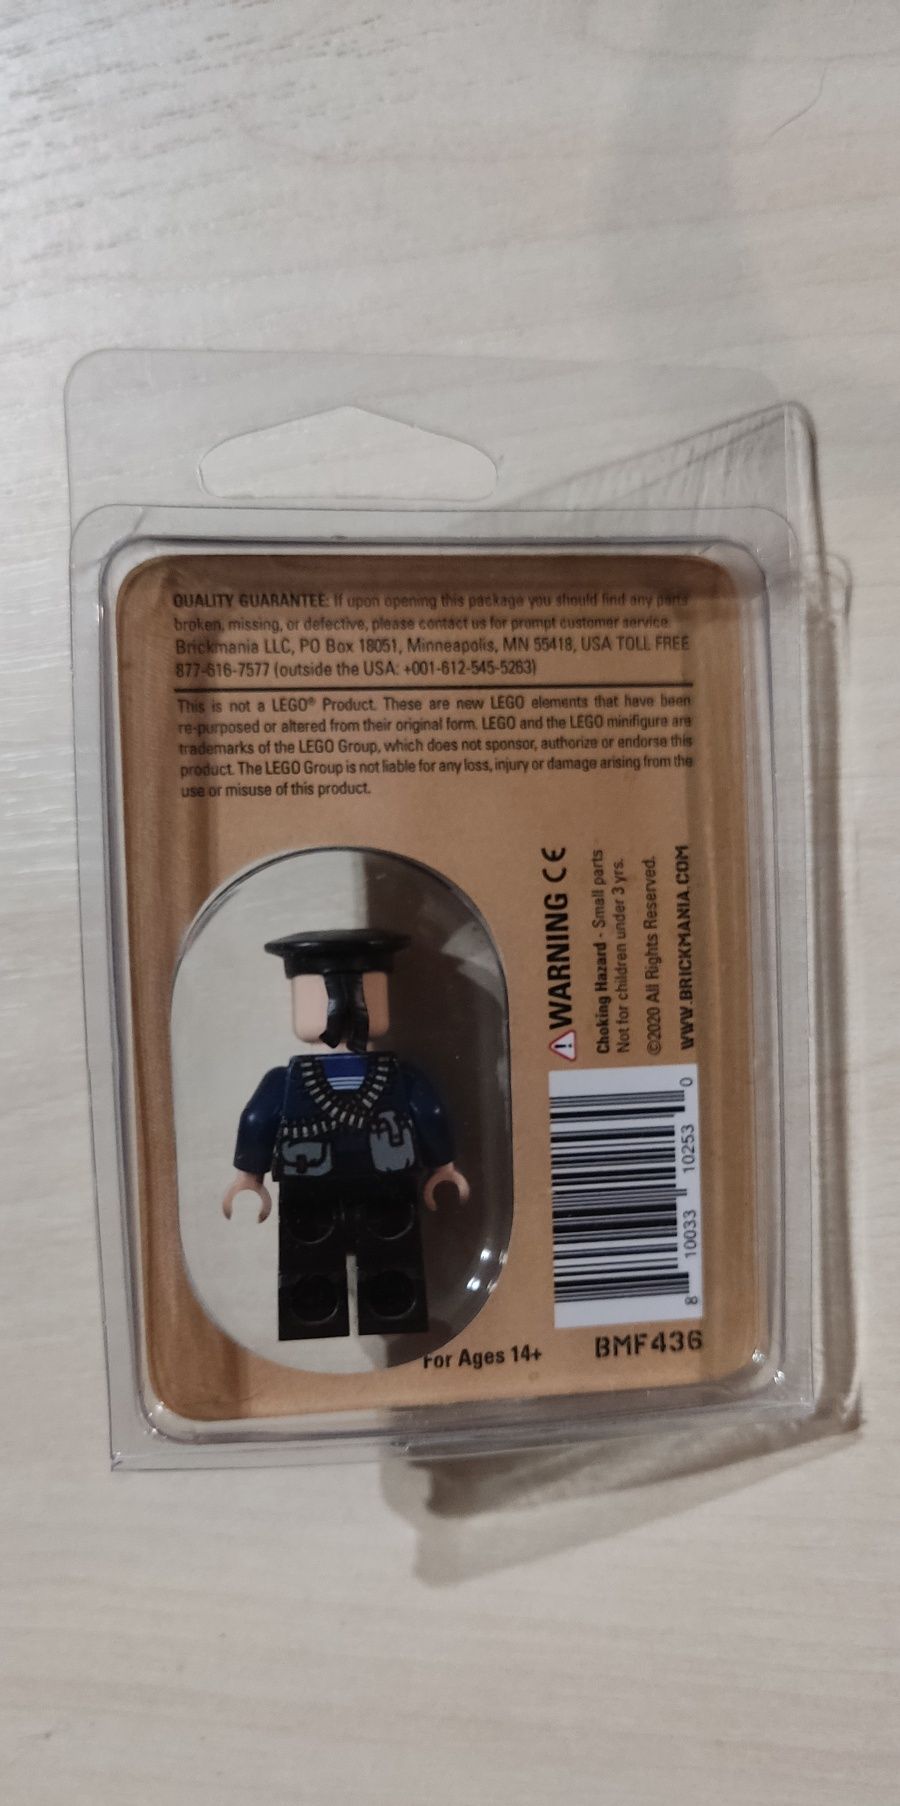 QUALITY GUARANTEE: If upon opening this package you should find any parts
broken, missing, or defective, please contact us for prompt customer service.
Brickmania LLC, PO Box 18051, Minneapolis, MN 55418, USA TOLL FREE
877-616-7577 (outside the USA: +001-612-545-5263)
This is not a LEGO® Product. These are new LEGO elements that have been
re-purposed or altered from their original form. LEGO and the LEGO minifigure are
trademarks of the LEGO Group, which does not sponsor, authorize or endorse this
product. The LEGO Group is not liable for any loss, injury or damage arising from the
use or misuse of this product.
⚠WARNING CE
Choking Hazard - Small parts
Not for children under 3 yrs.
©2020 All Rights Reserved.
WWW.BRICKMANIA.COM
8 10033 10253 0
For Ages 14+
BMF436